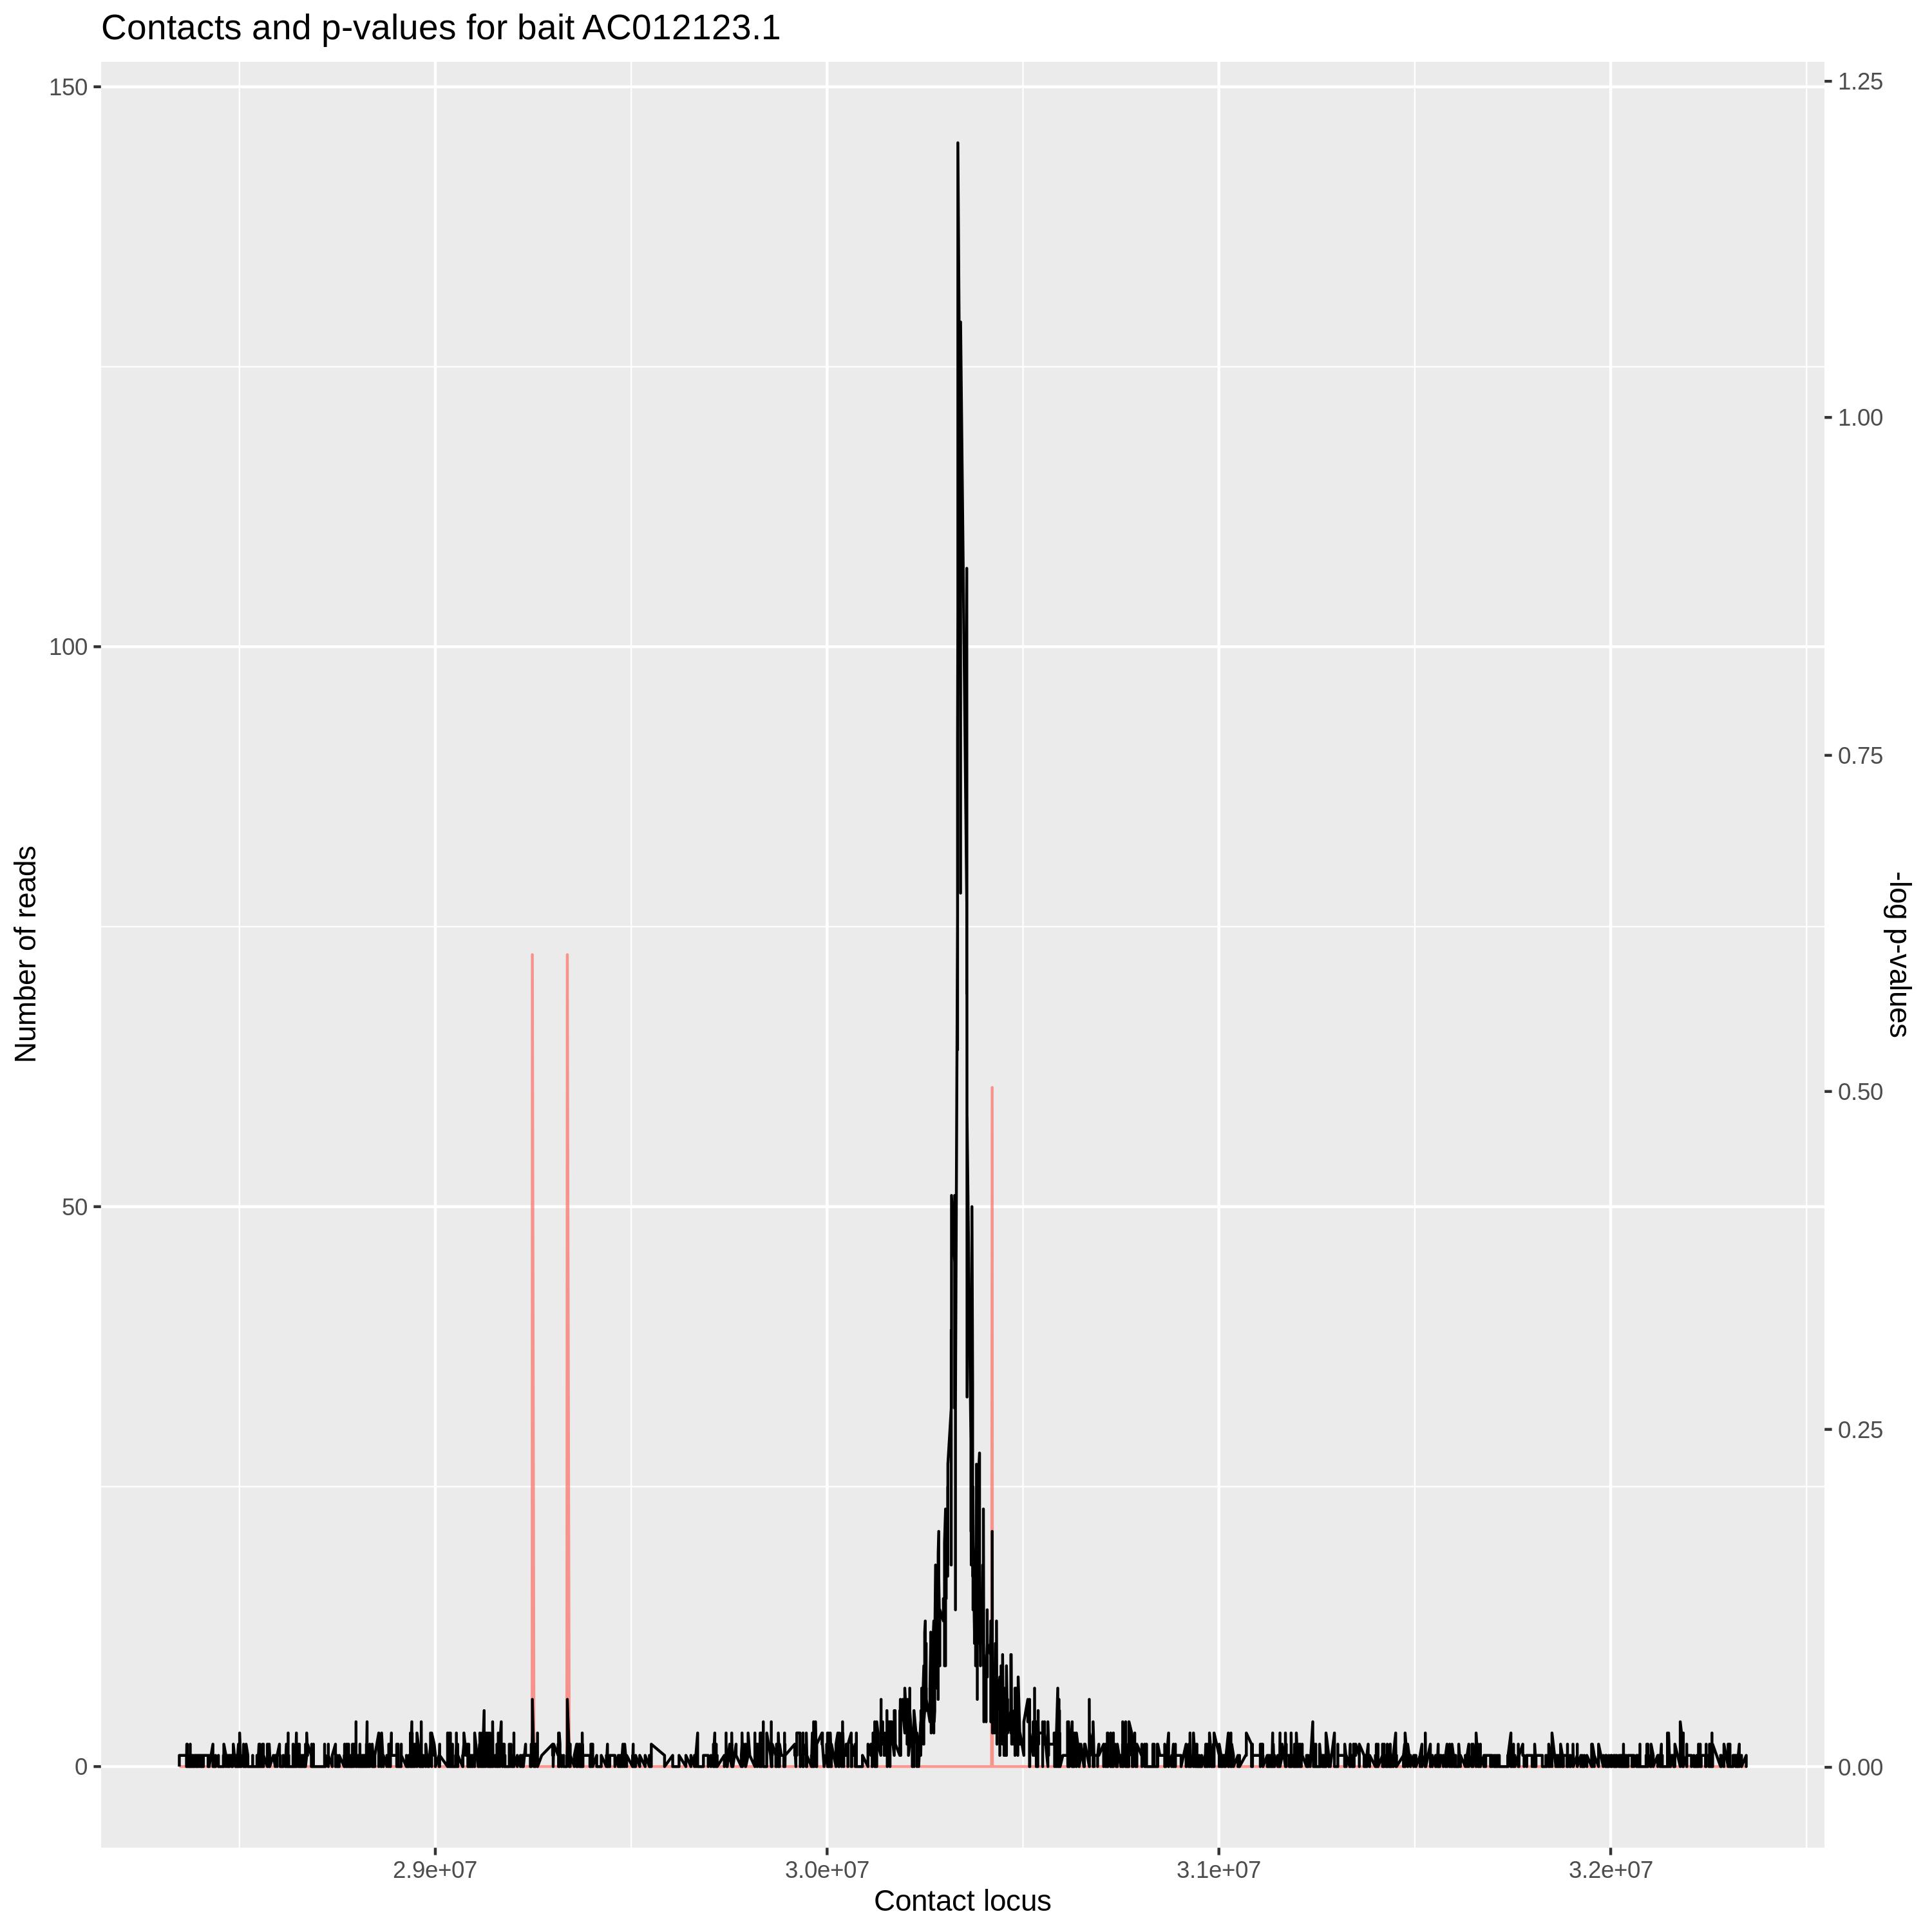 Contacts and p-values for bait AC012123.1
150
100
50
0
Number of reads
1.25
1.00
0.75
0.50
0.25
0.00
-log p-values
2.9e+07
3.0e+07
3.1e+07
3.2e+07
Contact locus